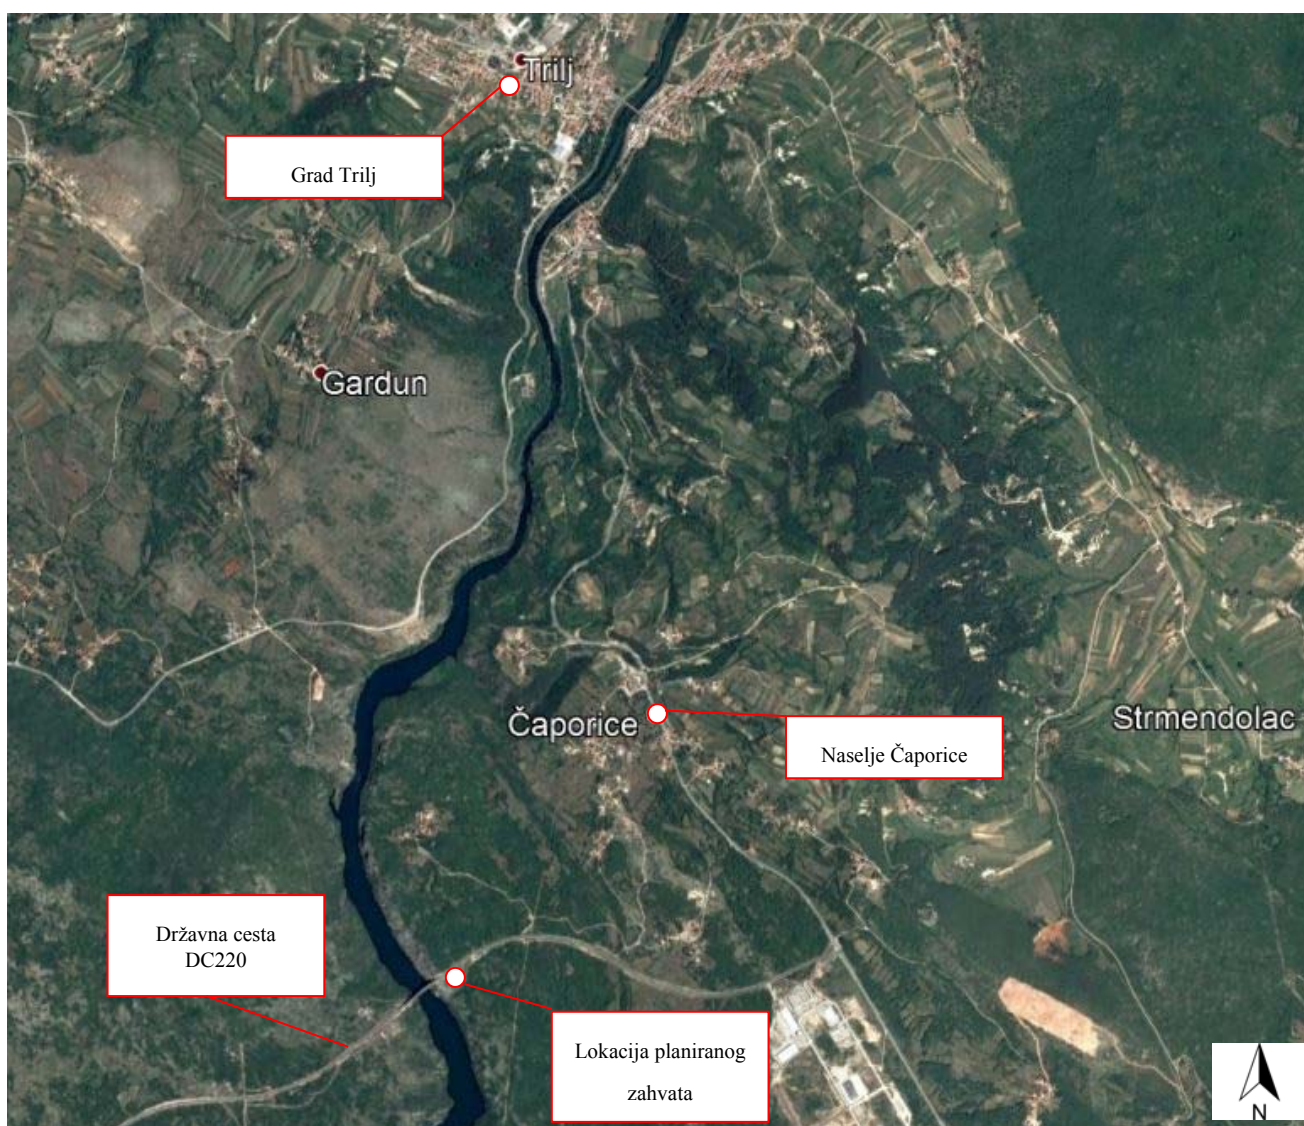 Trilj
Grad Trilj
Gardun
Čaporice
Naselje Čaporice
Strmendolac
Državna cesta
DC220
Lokacija planiranog
zahvata
N